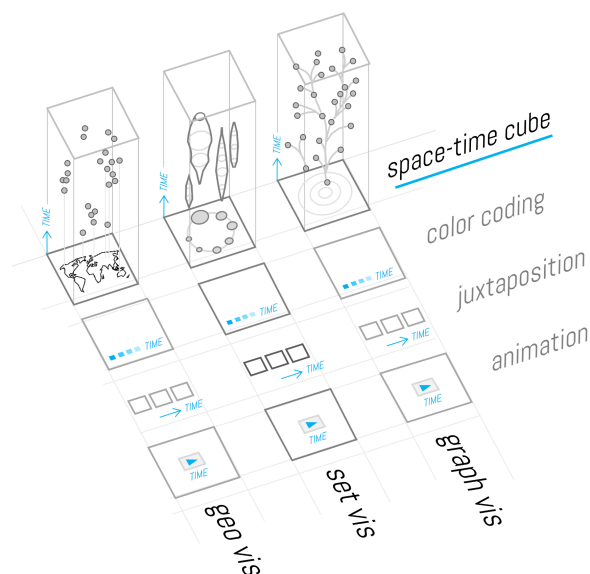 TIME
TIME
TIME
space-time cube
TIME
TIME
TIME
color coding
TIME
TIME
TIME
juxtaposition
TIME
TIME
TIME
animation
geo vis
set vis
graph vis